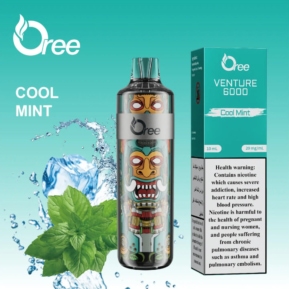 Oree
COOL
MINT
Oree
Oree
VENTURE
6000
Cool Mint
Health warning:
Contains nicotine
which causes severe
addiction, increased
heart rate and high
blood pressure.
Nicotine is harmful to the
health of pregnant
and nursing women,
and people suffering
from chronic
pulmonary diseases
such as asthma and
pulmonary embolism.